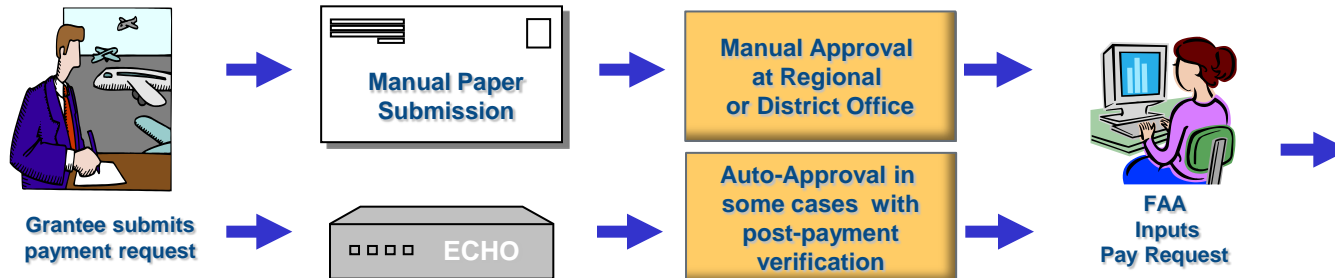 Manual Paper
Submission
Manual Approval
at Regional
or District Office
Grantee submits
payment request
ECHO
Auto-Approval in
some cases with
post-payment
verification
FAA
Inputs
Pay Request